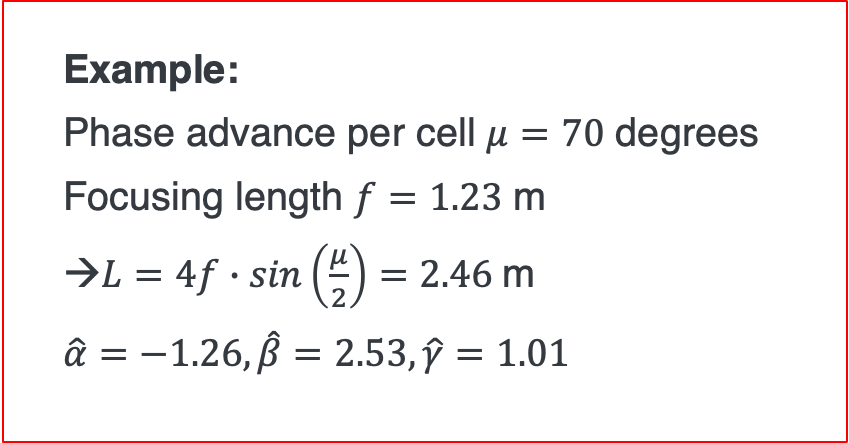 Example:
Phase advance per cell μ = 70 degrees
Focusing length f = 1.23 m
→L = 4f · sin (μ/2) = 2.46 m
α̂ = −1.26, β̂ = 2.53, γ̂ = 1.01